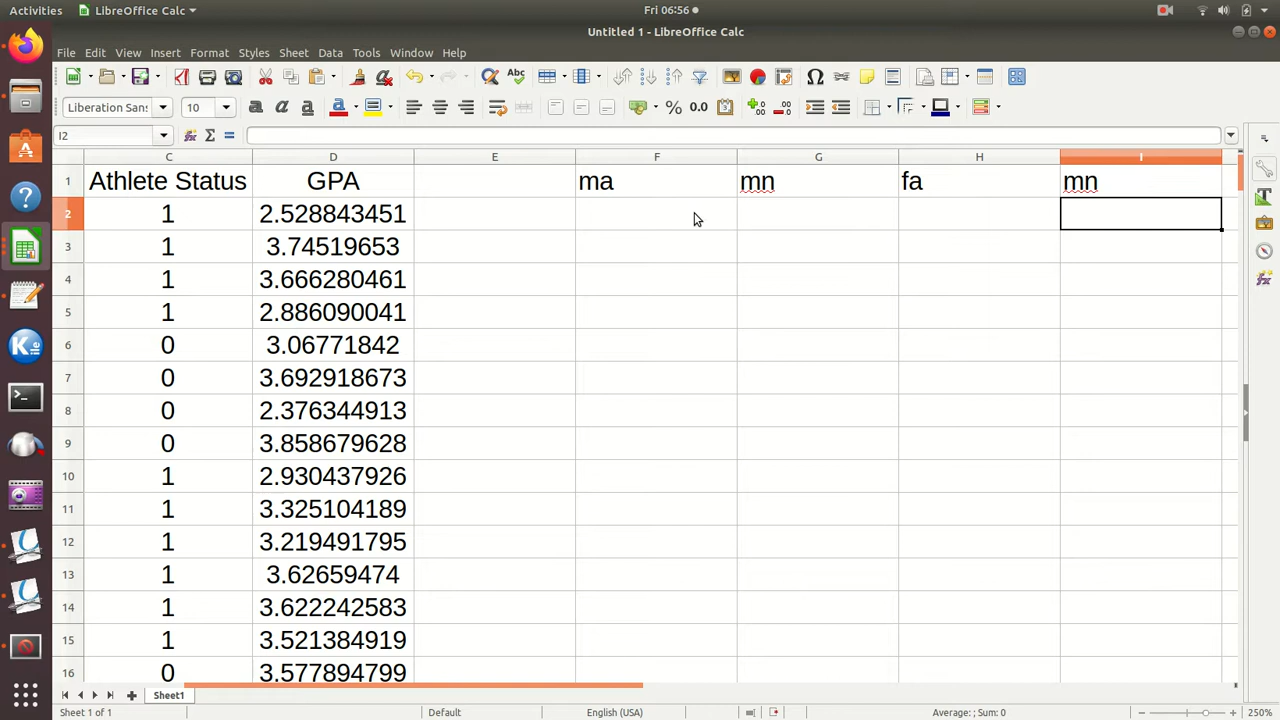 Activities LibreOffice Calc Fri 06:56
Untitled 1 - LibreOffice Calc
File Edit View Insert Format Styles Sheet Data Tools Window Help
Liberation Sans 10
I2
C D E F G H I
1 Athlete Status GPA ma mn fa mn
2 1 2.528843451
3 1 3.74519653
4 1 3.666280461
5 1 2.886090041
6 0 3.06771842
7 0 3.692918673
8 0 2.376344913
9 0 3.858679628
10 1 2.930437926
11 1 3.325104189
12 1 3.219491795
13 1 3.62659474
14 1 3.622242583
15 1 3.521384919
16 0 3.577894799
Sheet1
Sheet 1 of 1 Default English (USA) Average: ; Sum: 0 250%